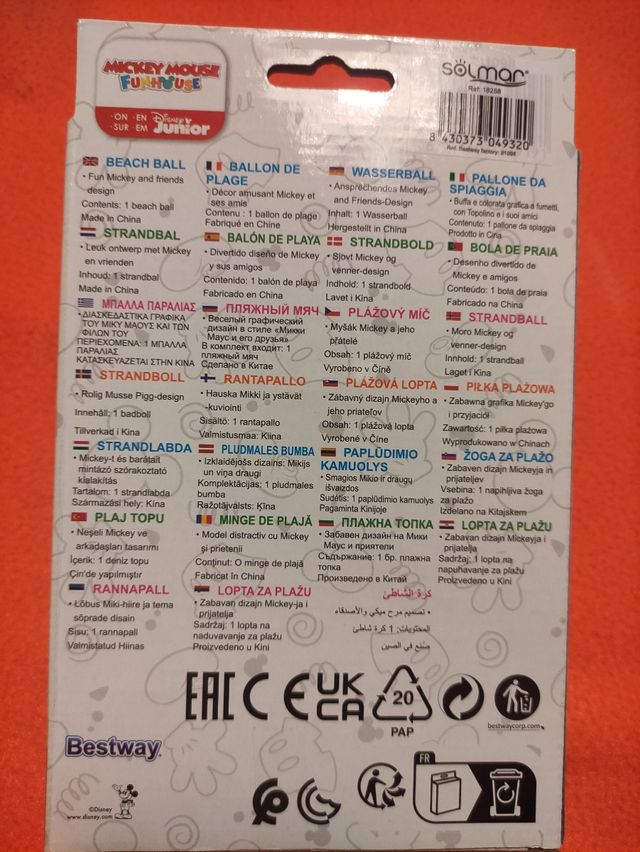 MICKEY MOUSE
FUNHOUSE
· ON · EN
· SUR · EM
Disney
Junior
sólmar
Ref: 18258
8 430373 049320
Ref. Bestway factory: 91098
BEACH BALL
• Fun Mickey and friends
design
Contents: 1 beach ball
Made in China
BALLON DE
PLAGE
• Décor amusant Mickey et
ses amis
Contenu : 1 ballon de plage
Fabriqué en Chine
WASSERBALL
• Ansprechendes Mickey
and Friends-Design
Inhalt: 1 Wasserball
Hergestellt in China
PALLONE DA
SPIAGGIA
• Buffa e colorata grafica a fumetti,
con Topolino e i suoi amici
Contenuto: 1 pallone da spiaggia
Prodotto in Cina
STRANDBAL
• Leuk ontwerp met Mickey
en vrienden
Inhoud: 1 strandbal
Made in China
BALÓN DE PLAYA
• Divertido diseño de Mickey
y sus amigos
Contenido: 1 balón de playa
Fabricado en China
STRANDBOLD
• Sjovt Mickey og
venner-design
Indhold: 1 strandbold
Lavet i Kina
BOLA DE PRAIA
• Desenho divertido de
Mickey e amigos
Conteúdo: 1 bola de praia
Fabricado na China
ΜΠΑΛΛΑ ΠΑΡΑΛΙΑΣ
• ΔΙΑΣΚΕΔΑΣΤΙΚΑ ΓΡΑΦΙΚΑ
ΤΟΥ ΜΙΚΥ ΜΑΟΥΣ ΚΑΙ ΤΩΝ
ΦΙΛΩΝ ΤΟΥ
ΠΕΡΙΕΧΟΜΕΝΑ: 1 ΜΠΑΛΛΑ
ΠΑΡΑΛΙΑΣ
ΚΑΤΑΣΚΕΥΑΖΕΤΑΙ ΣΤΗΝ ΚΙΝΑ
ПЛЯЖНЫЙ МЯЧ
• Веселый графический
дизайн в стиле «Микки
Маус и его друзья»
В комплект входит: 1
пляжный мяч
Сделано в Китае
PLÁŽOVÝ MÍČ
• Myšák Mickey a jeho
přátelé
Obsah: 1 plážový míč
Vyrobeno v Číně
STRANDBALL
• Moro Mickey og
venner-design
Innhold: 1 strandball
Laget i Kina
STRANDBOLL
• Rolig Musse Pigg-design
Innehåll: 1 badboll
Tillverkad i Kina
RANTAPALLO
• Hauska Mikki ja ystävät
-kuviointi
Sisältö: 1 rantapallo
Valmistusmaa: Kiina
PLÁŽOVÁ LOPTA
• Zábavný dizajn Mickeyho a
jeho priateľov
Obsah: 1 plážová lopta
Vyrobené v Číne
PIŁKA PLAŻOWA
• Zabawna grafika Mickey'go
i przyjaciół
Zawartość: 1 piłka plażowa
Wyprodukowano w Chinach
STRANDLABDA
• Mickey-t és barátait
mintázó szórakoztató
kialakítás
Tartalom: 1 strandlabda
Származási hely: Kína
PLUDMALES BUMBA
• Izklaidējošs dizains: Mikijs
un viņa draugi
Komplektācijas: 1 pludmales
bumba
Ražotājvalsts: Ķīna
PAPLŪDIMIO
KAMUOLYS
• Smagios Mikio ir draugų
išvaizdos
Sudėtis: 1 paplūdimio kamuolys
Pagaminta Kinijoje
ŽOGA ZA PLAŽO
• Zabaven dizajn Mickeyja in
prijateljev
Vsebina: 1 napihljiva žoga
za plažo
Izdelano na Kitajskem
PLAJ TOPU
• Neşeli Mickey ve
arkadaşları tasarımı
İçerik: 1 deniz topu
Çin'de yapılmıştır
MINGE DE PLAJĂ
• Model distractiv cu Mickey
și prietenii
Conținut: O minge de plajă
Fabricat în China
ПЛАЖНА ТОПКА
• Забавен дизайн на Мики
Маус и приятели
Съдържание: 1 бр. плажна
топка
Произведено в Китай
LOPTA ZA PLAŽU
• Zabavan dizajn Mickeyja i
prijatelja
Sadržaj: 1 lopta na
napuhavanje za plažu
Proizvedeno u Kini
RANNAPALL
• Lõbus Miki-hiire ja tema
sõprade disain
Sisu: 1 rannapall
Valmistatud Hiinas
LOPTA ZA PLAŽU
• Zabavan dizajn Mickey-ja i
prijatelja
Sadržaj: 1 lopta na
naduvavanje za plažu
Proizvedeno u Kini
كرة الشاطئ
• تصميم مرح ميكي والأصدقاء
المحتويات: 1 كرة شاطئ
صنع في الصين
EAC CE UK
CA
20
PAP
bestwaycorp.com
Bestway
FR
©Disney
www.disney.com